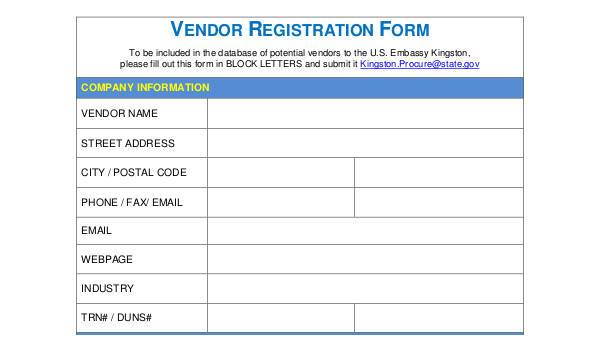 VENDOR REGISTRATION FORM
To be included in the database of potential vendors to the U.S. Embassy Kingston,
please fill out this form in BLOCK LETTERS and submit it Kingston.Procure@state.gov
COMPANY INFORMATION
VENDOR NAME
STREET ADDRESS
CITY / POSTAL CODE
PHONE / FAX/ EMAIL
EMAIL
WEBPAGE
INDUSTRY
TRN# / DUNS#